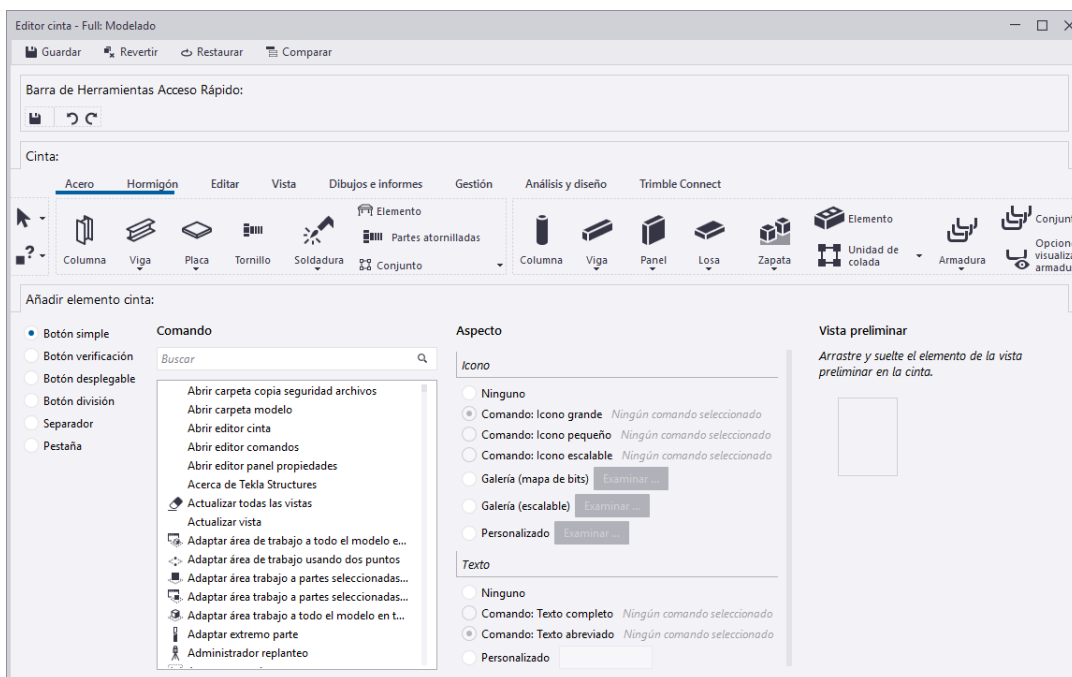 Editor cinta - Full: Modelado
Guardar Revertir Restaurar Comparar
Barra de Herramientas Acceso Rápido:
Cinta:
Acero Hormigón Editar Vista Dibujos e informes Gestión Análisis y diseño Trimble Connect
Columna
Viga
Placa
Tornillo
Soldadura
Elemento
Partes atornilladas
Conjunto
Columna
Viga
Panel
Losa
Zapata
Elemento
Unidad de
colada
Armadura
Conjunt
Opcion
visualiza
armadu
Añadir elemento cinta:
Botón simple
Botón verificación
Botón desplegable
Botón división
Separador
Pestaña
Comando
Buscar
Abrir carpeta copia seguridad archivos
Abrir carpeta modelo
Abrir editor cinta
Abrir editor comandos
Abrir editor panel propiedades
Acerca de Tekla Structures
Actualizar todas las vistas
Actualizar vista
Adaptar área de trabajo a todo el modelo e...
Adaptar área de trabajo usando dos puntos
Adaptar área trabajo a partes seleccionadas...
Adaptar área trabajo a partes seleccionadas...
Adaptar área trabajo a todo el modelo en t...
Adaptar extremo parte
Administrador replanteo
Aspecto
Icono
Ninguno
Comando: Icono grande Ningún comando seleccionado
Comando: Icono pequeño Ningún comando seleccionado
Comando: Icono escalable Ningún comando seleccionado
Galería (mapa de bits) Examinar ...
Galería (escalable) Examinar ...
Personalizado Examinar ...
Texto
Ninguno
Comando: Texto completo Ningún comando seleccionado
Comando: Texto abreviado Ningún comando seleccionado
Personalizado
Vista preliminar
Arrastre y suelte el elemento de la vista
preliminar en la cinta.